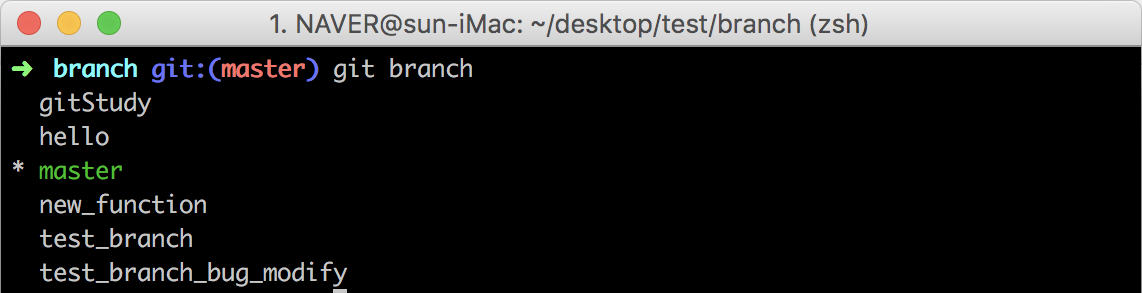 1. NAVER@sun-iMac: ~/desktop/test/branch (zsh)
➜ branch git:(master) git branch
gitStudy
hello
* master
new_function
test_branch
test_branch_bug_modify